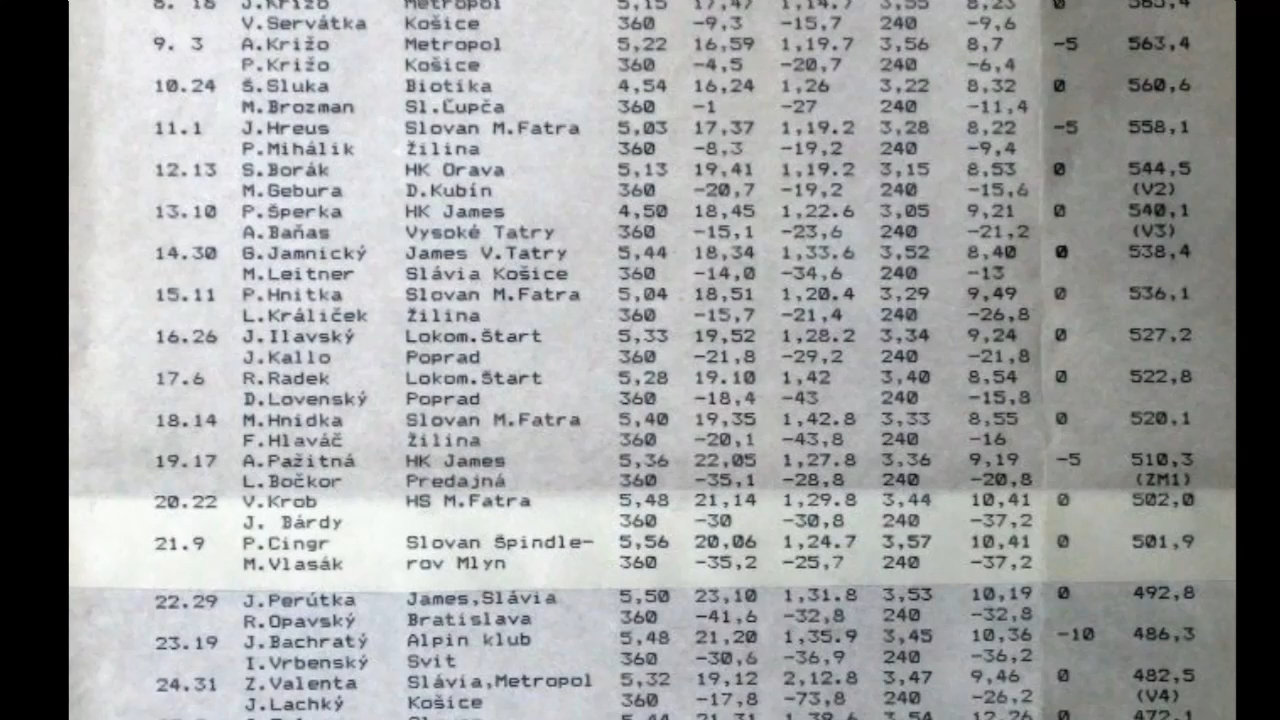 8. 18 J.Križo Metropol 5,15 17,47 1,14.7 3,55 8,23 0 565,4
V.Servátka Košice 360 -9,3 -15,7 240 -9,6
9. 3 A.Križo Metropol 5,22 16,59 1,19.7 3,56 8,7 -5 563,4
P.Križo Košice 360 -4,5 -20,7 240 -6,4
10.24 Š.Sluka Biotika 4,54 16,24 1,26 3,22 8,32 0 560,6
M.Brozman Sl.Ľupča 360 -1 -27 240 -11,4
11.1 J.Hreus Slovan M.Fatra 5,03 17,37 1,19.2 3,28 8,22 -5 558,1
P.Mihálik Žilina 360 -8,3 -19,2 240 -9,4
12.13 S.Borák HK Orava 5,13 19,41 1,19.2 3,15 8,53 0 544,5
M.Gebura D.Kubín 360 -20,7 -19,2 240 -15,6 (V2)
13.10 P.Šperka HK James 4,50 18,45 1,22.6 3,05 9,21 0 540,1
A.Baňas Vysoké Tatry 360 -15,1 -23,6 240 -21,2 (V3)
14.30 G.Jamnický James V.Tatry 5,44 18,34 1,33.6 3,52 8,40 0 538,4
M.Leitner Slávia Košice 360 -14,0 -34,6 240 -13
15.11 P.Hnitka Slovan M.Fatra 5,04 18,51 1,20.4 3,29 9,49 0 536,1
L.Králiček Žilina 360 -15,7 -21,4 240 -26,8
16.26 J.Ilavský Lokom.Štart 5,33 19,52 1,28.2 3,34 9,24 0 527,2
J.Kallo Poprad 360 -21,8 -29,2 240 -21,8
17.6 R.Radek Lokom.Štart 5,28 19.10 1,42 3,40 8,54 0 522,8
D.Lovenský Poprad 360 -18,4 -43 240 -15,8
18.14 M.Hnidka Slovan M.Fatra 5,40 19,35 1,42.8 3,33 8,55 0 520,1
F.Hlaváč Žilina 360 -20,1 -43,8 240 -16
19.17 A.Pažitná HK James 5,36 22,05 1,27.8 3,36 9,19 -5 510,3
L.Bočkor Predajná 360 -35,1 -28,8 240 -20,8 (ZM1)
20.22 V.Krob HS M.Fatra 5,48 21,14 1,29.8 3,44 10,41 0 502,0
J. Bárdy 360 -30 -30,8 240 -37,2
21.9 P.Cingr Slovan Špindle- 5,56 20,06 1,24.7 3,57 10,41 0 501,9
M.Vlasák rov Mlyn 360 -35,2 -25,7 240 -37,2
22.29 J.Perútka James,Slávia 5,50 23,10 1,31.8 3,53 10,19 0 492,8
R.Opavský Bratislava 360 -41,6 -32,8 240 -32,8
23.19 J.Bachratý Alpin klub 5,48 21,20 1,35.9 3,45 10,36 -10 486,3
I.Vrbenský Svit 360 -30,6 -36,9 240 -36,2
24.31 Z.Valenta Slávia,Metropol 5,32 19,12 2,12.8 3,47 9,46 0 482,5
J.Lachký Košice 360 -17,8 -73,8 240 -26,2 (V4)